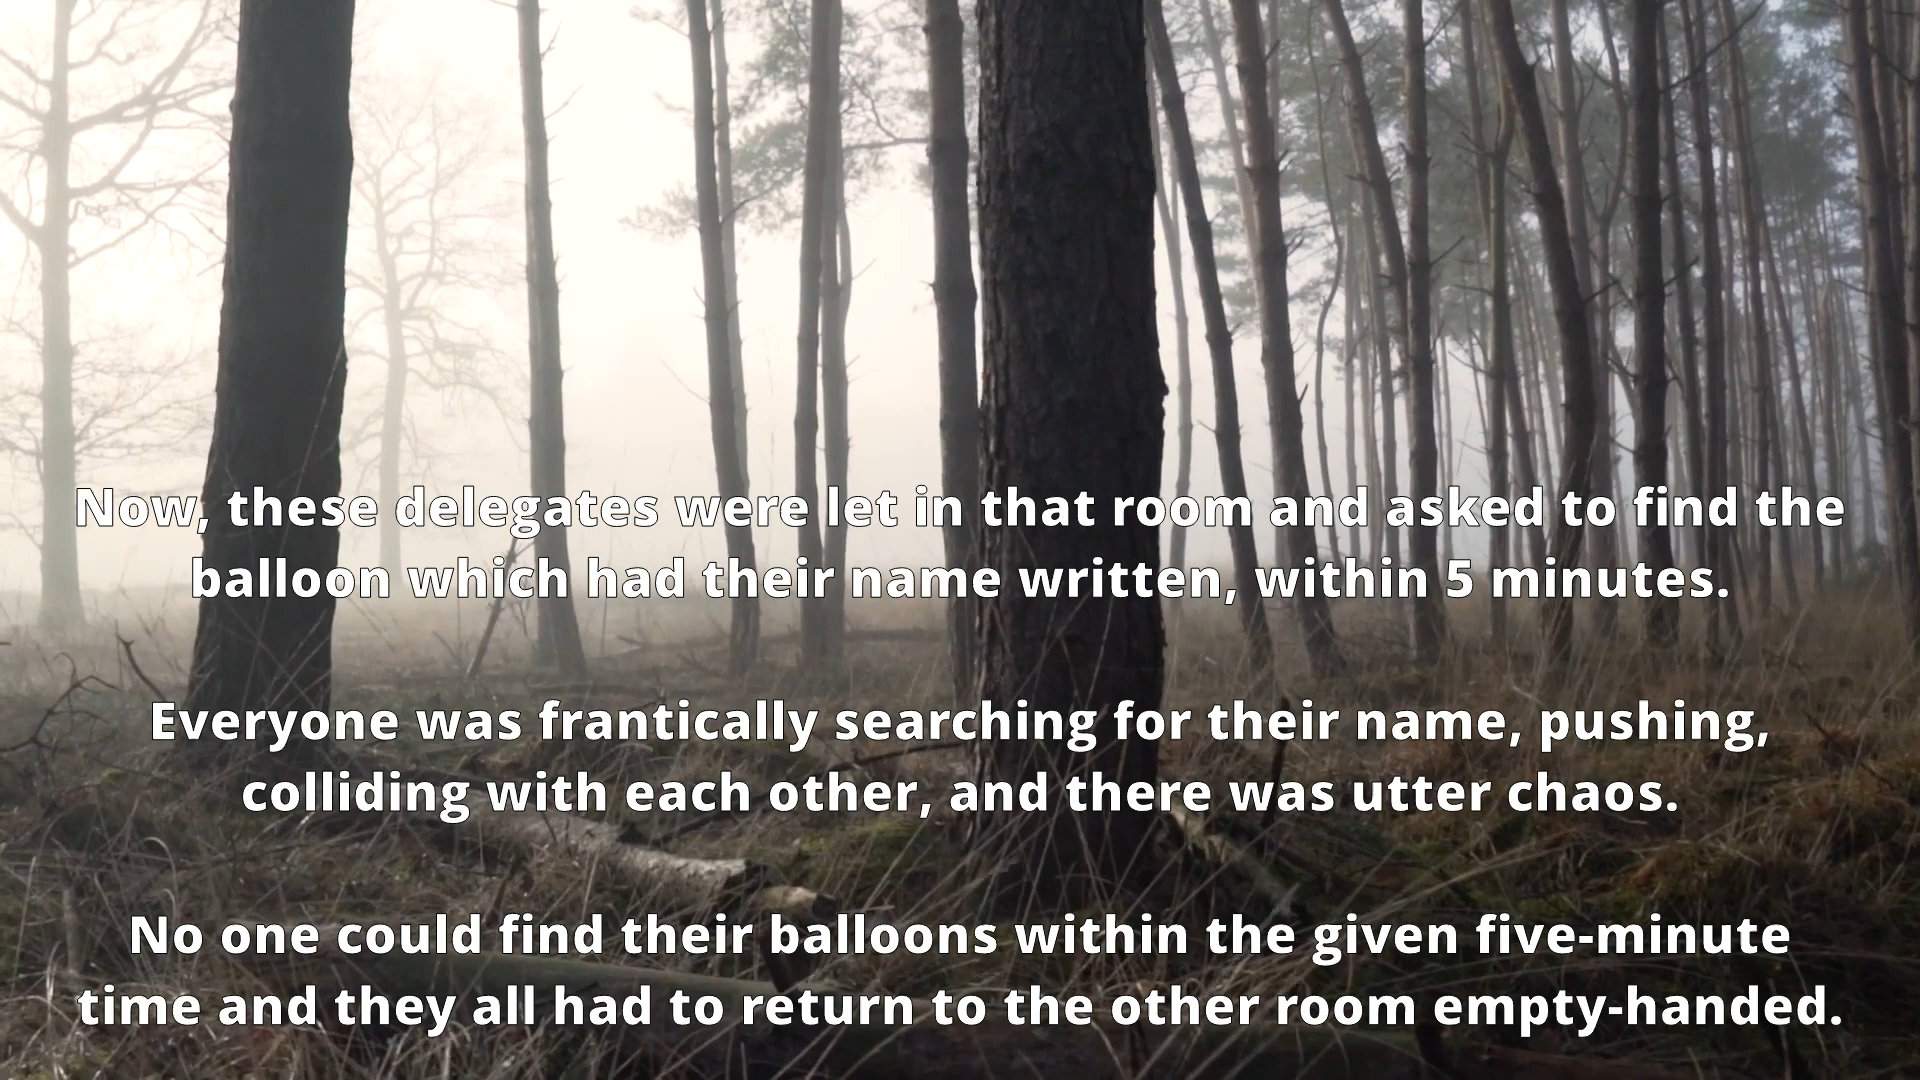 Now, these delegates were let in that room and asked to find the
balloon which had their name written, within 5 minutes.
Everyone was frantically searching for their name, pushing,
colliding with each other, and there was utter chaos.
No one could find their balloons within the given five-minute
time and they all had to return to the other room empty-handed.